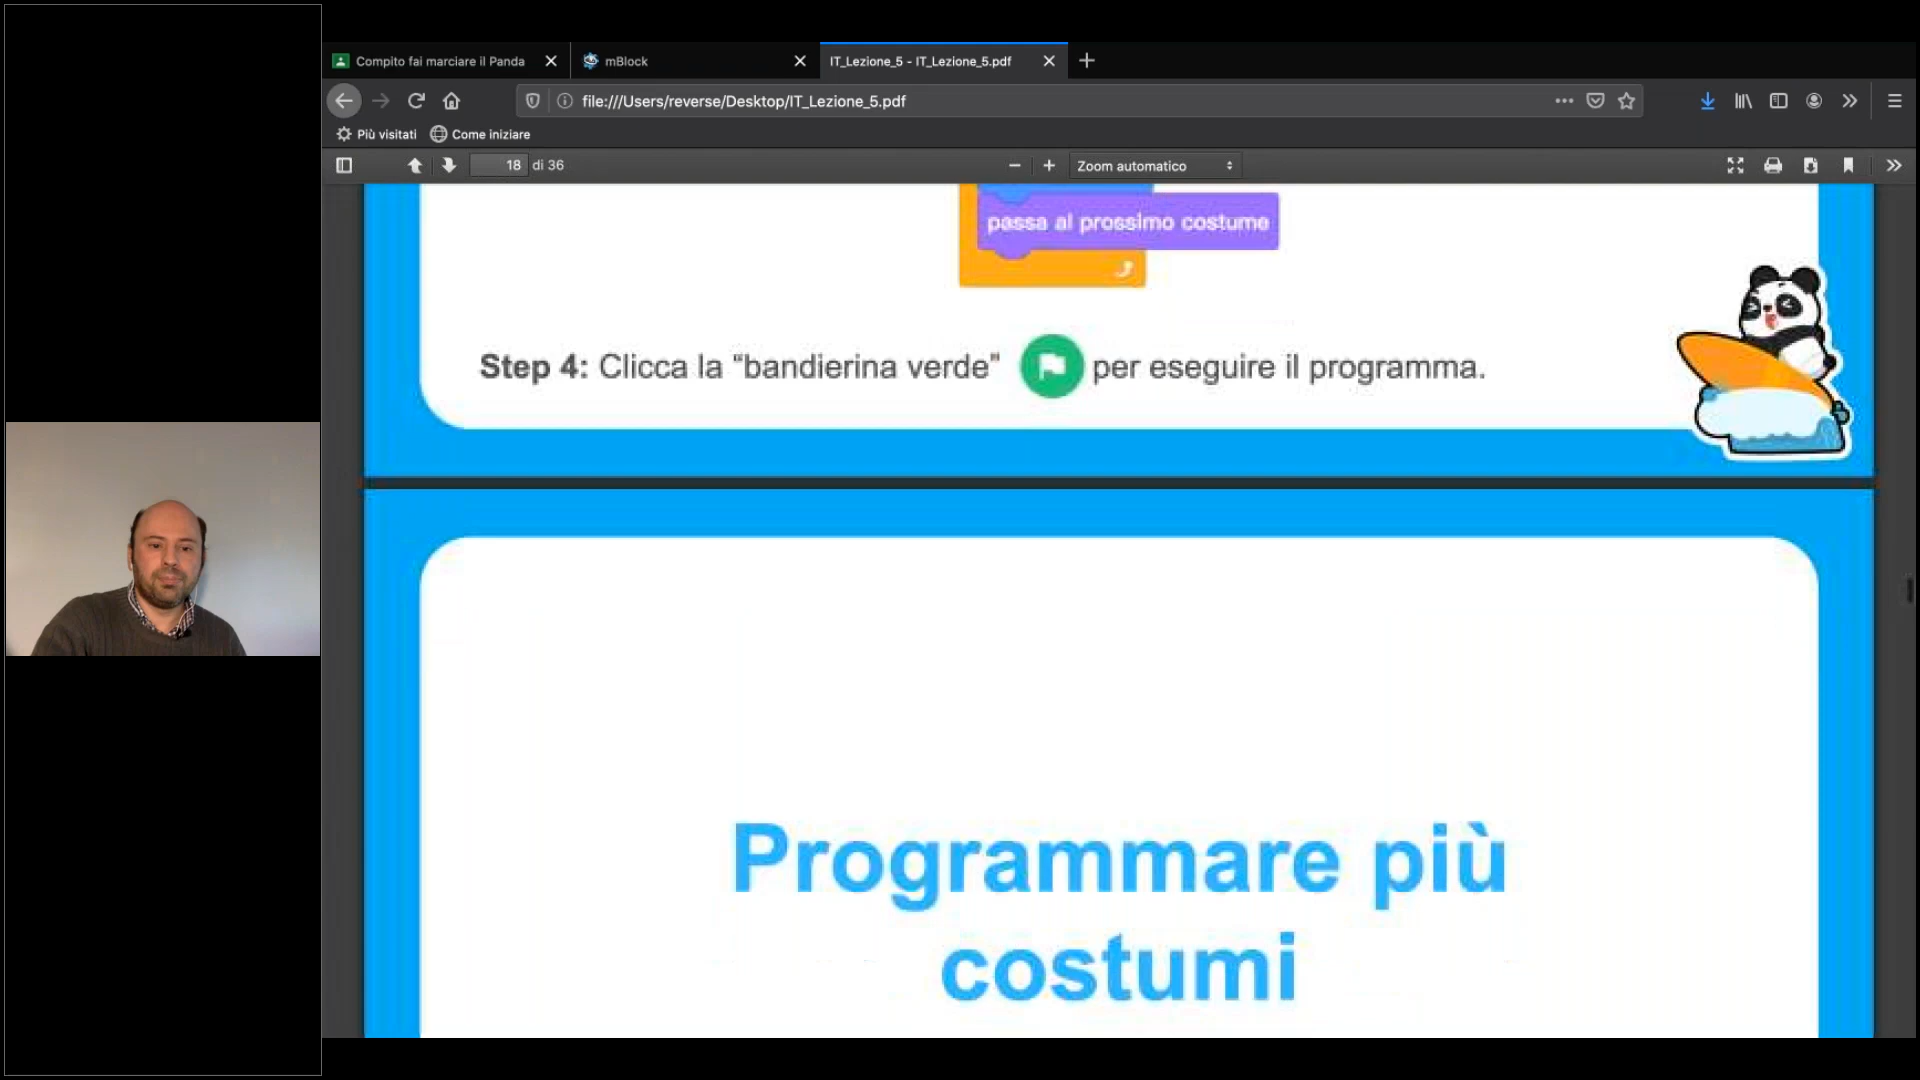 Compito fai marciare il Panda
mBlock
IT_Lezione_5 - IT_Lezione_5.pdf
file:///Users/reverse/Desktop/IT_Lezione_5.pdf
Più visitati
Come iniziare
18 di 36
Zoom automatico
passa al prossimo costume
Step 4: Clicca la “bandierina verde” per eseguire il programma.
Programmare più
costumi